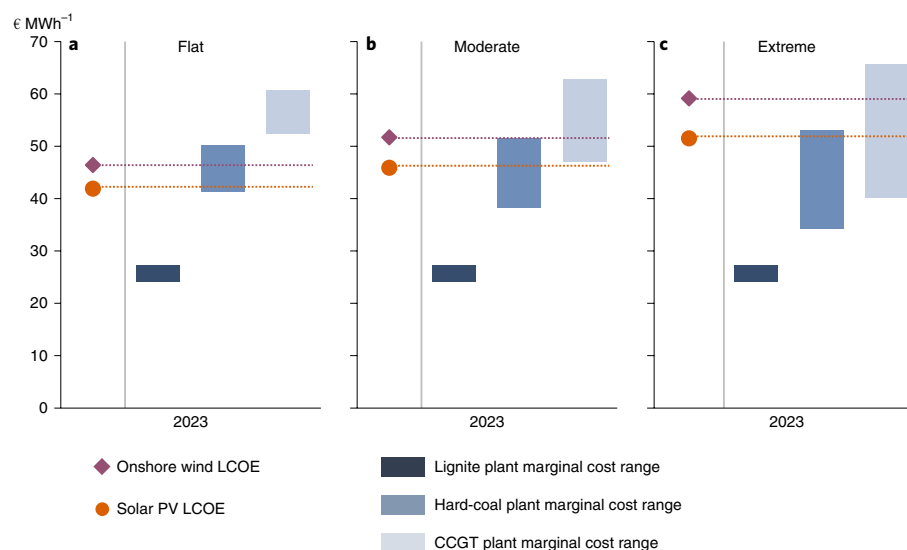 € MWh⁻¹
70
60
50
40
30
20
10
0
a
Flat
2023
b
Moderate
2023
c
Extreme
2023
Onshore wind LCOE
Solar PV LCOE
Lignite plant marginal cost range
Hard-coal plant marginal cost range
CCGT plant marginal cost range